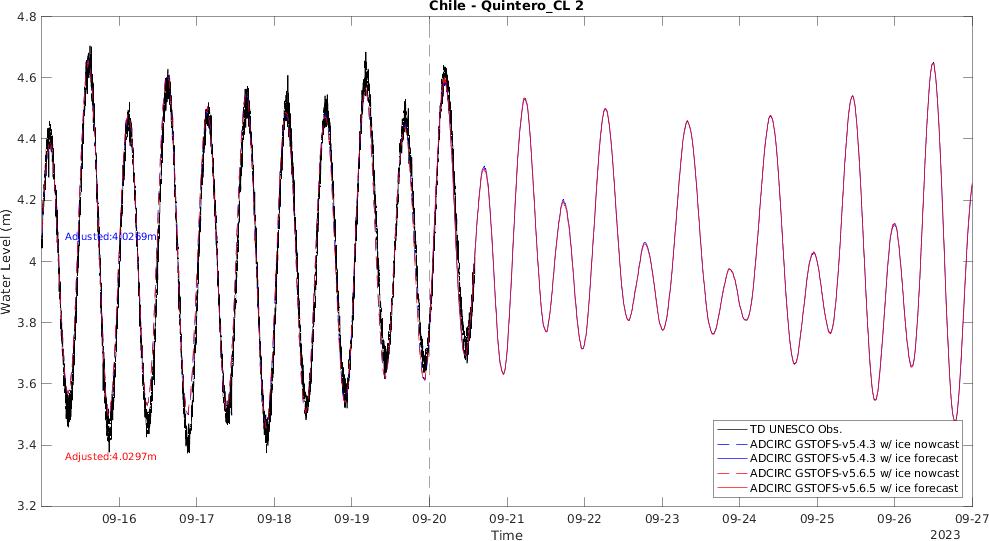 Chile - Quintero_CL 2
4.8
4.6
4.4
4.2
4
3.8
3.6
3.4
3.2
Water Level (m)
Adjusted:4.0269m
Adjusted:4.0297m
TD UNESCO Obs.
ADCIRC GSTOFS-v5.4.3 w/ ice nowcast
ADCIRC GSTOFS-v5.4.3 w/ ice forecast
ADCIRC GSTOFS-v5.6.5 w/ ice nowcast
ADCIRC GSTOFS-v5.6.5 w/ ice forecast
09-16 09-17 09-18 09-19 09-20 09-21 09-22 09-23 09-24 09-25 09-26 09-27
Time
2023